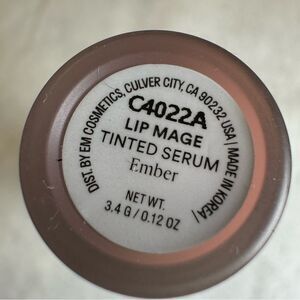 DIST. BY EM COSMETICS, CULVER CITY, CA 90232 USA | MADE IN KOREA |
C4022A
LIP MAGE
TINTED SERUM
Ember
NET WT.
3.4 G / 0.12 OZ